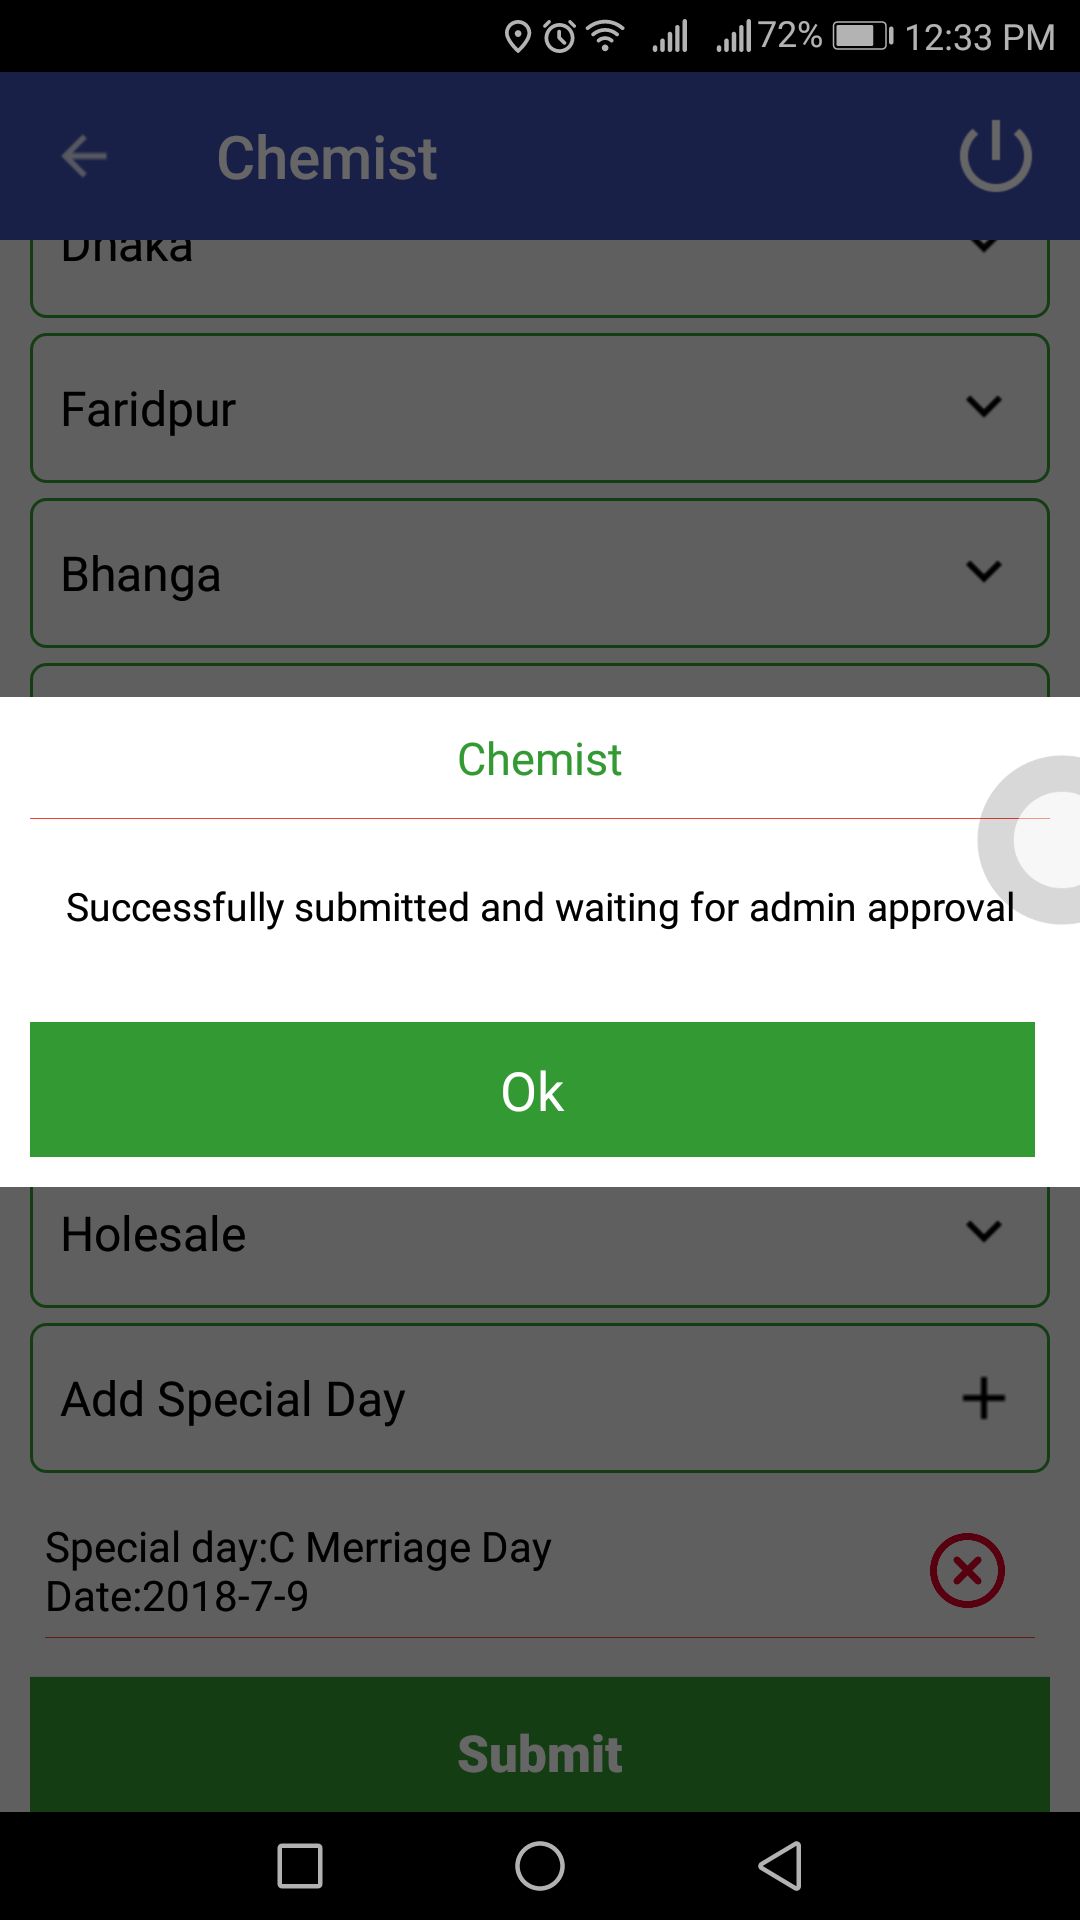 72% 12:33 PM
Chemist
Dhaka
Faridpur
Bhanga
Chemist
Successfully submitted and waiting for admin approval
Ok
Holesale
Add Special Day
Special day:C Merriage Day
Date:2018-7-9
Submit